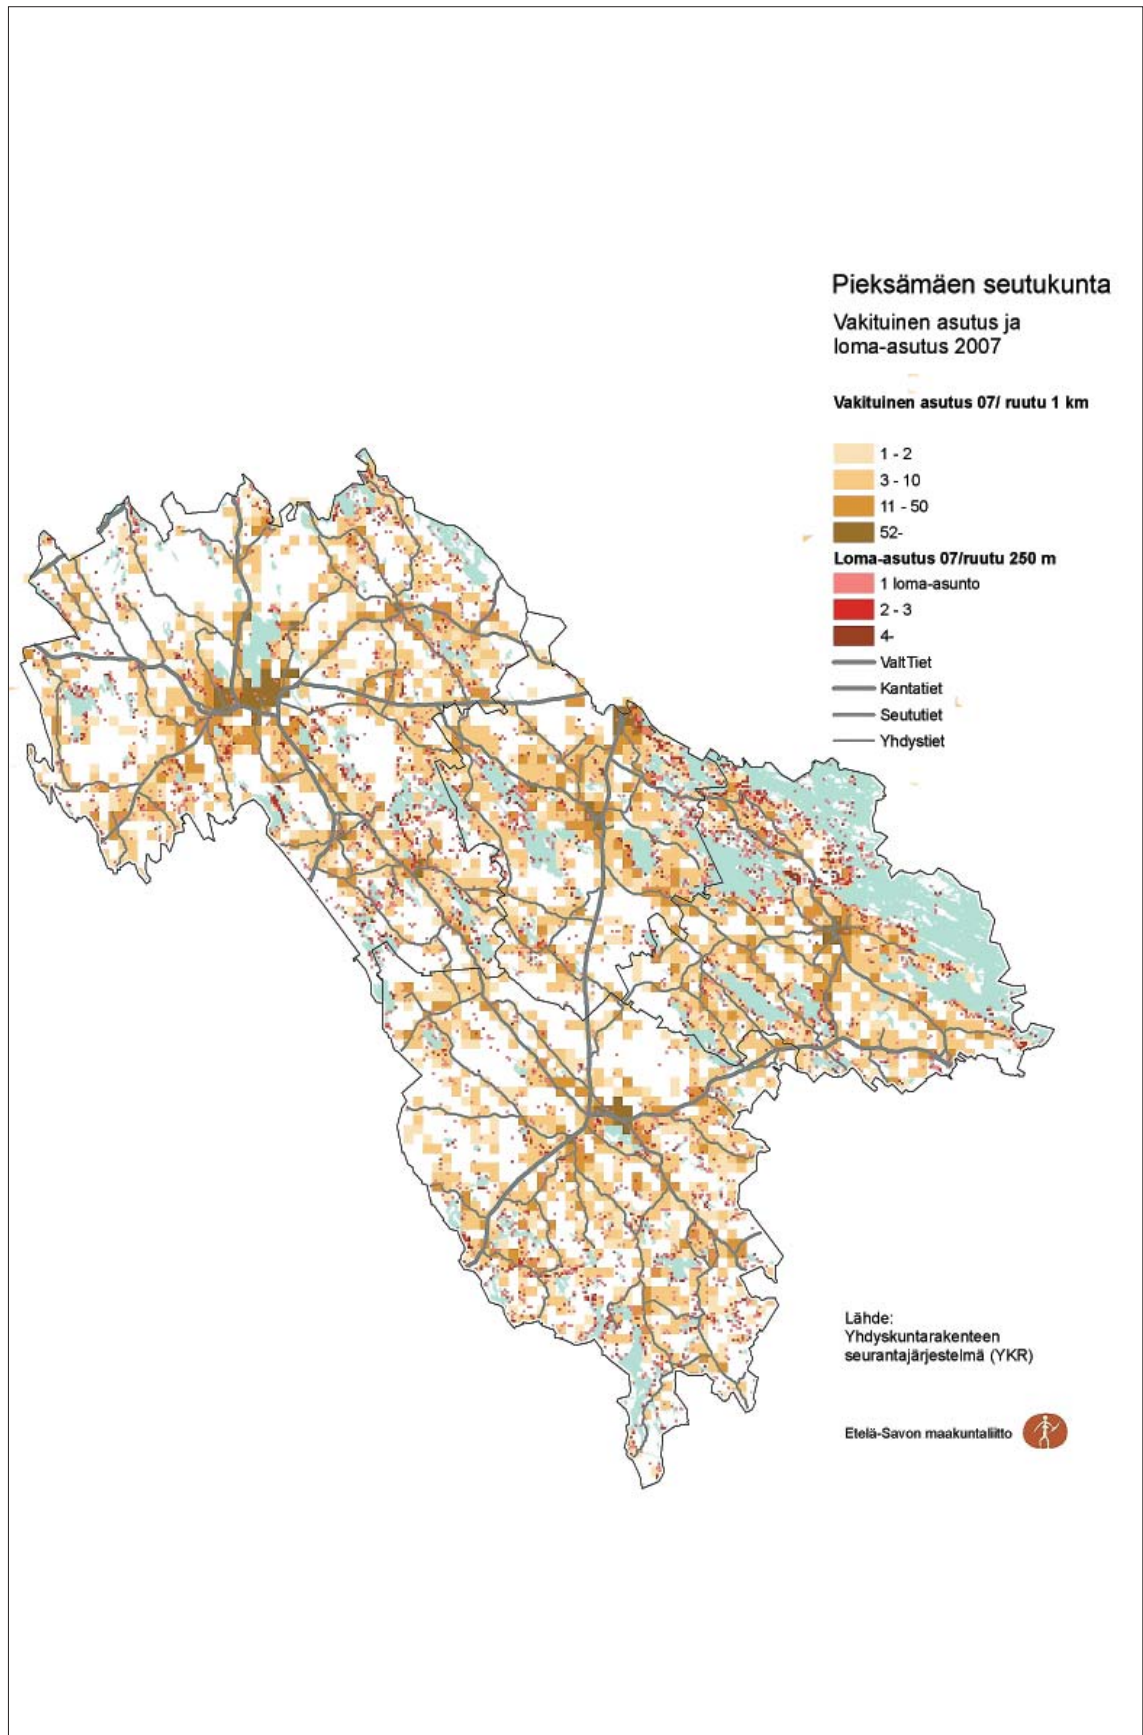 Pieksämäen seutukunta
Vakituinen asutus ja
loma-asutus 2007
Vakituinen asutus 07/ ruutu 1 km
1 - 2
3 - 10
11 - 50
52-
Loma-asutus 07/ruutu 250 m
1 loma-asunto
2 - 3
4-
ValtTiet
Kantatiet
Seututiet
Yhdystiet
Lähde:
Yhdyskuntarakenteen
seurantajärjestelmä (YKR)
Etelä-Savon maakuntaliitto